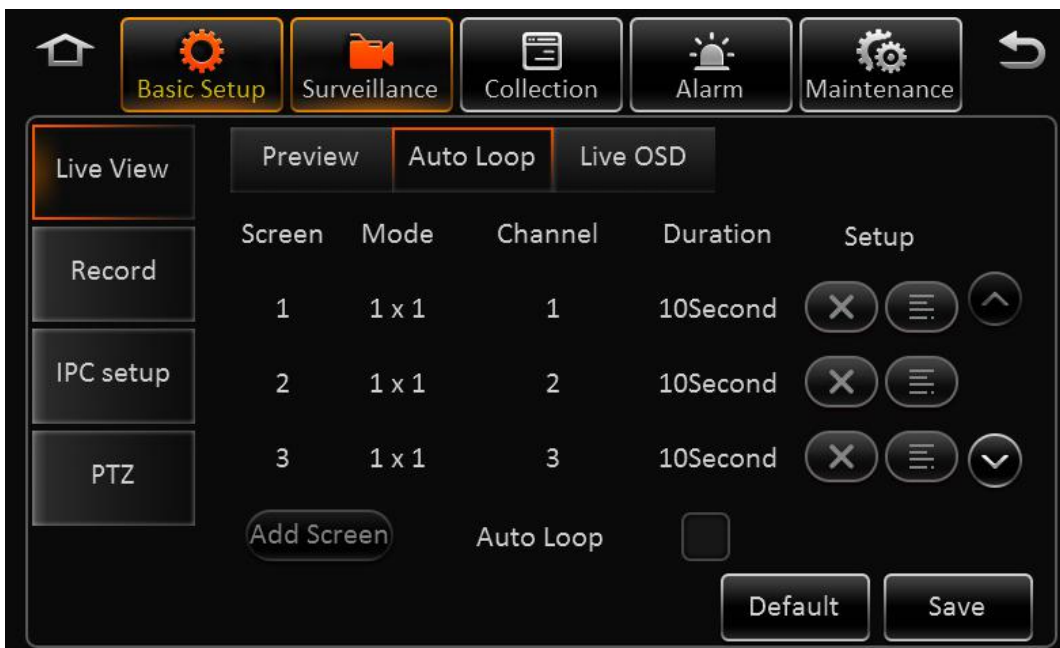 Basic Setup Surveillance Collection Alarm Maintenance
Live View Preview Auto Loop Live OSD
Screen Mode Channel Duration Setup
Record
1 1 x 1 1 10Second
IPC setup
2 1 x 1 2 10Second
PTZ
3 1 x 1 3 10Second
Add Screen Auto Loop
Default Save